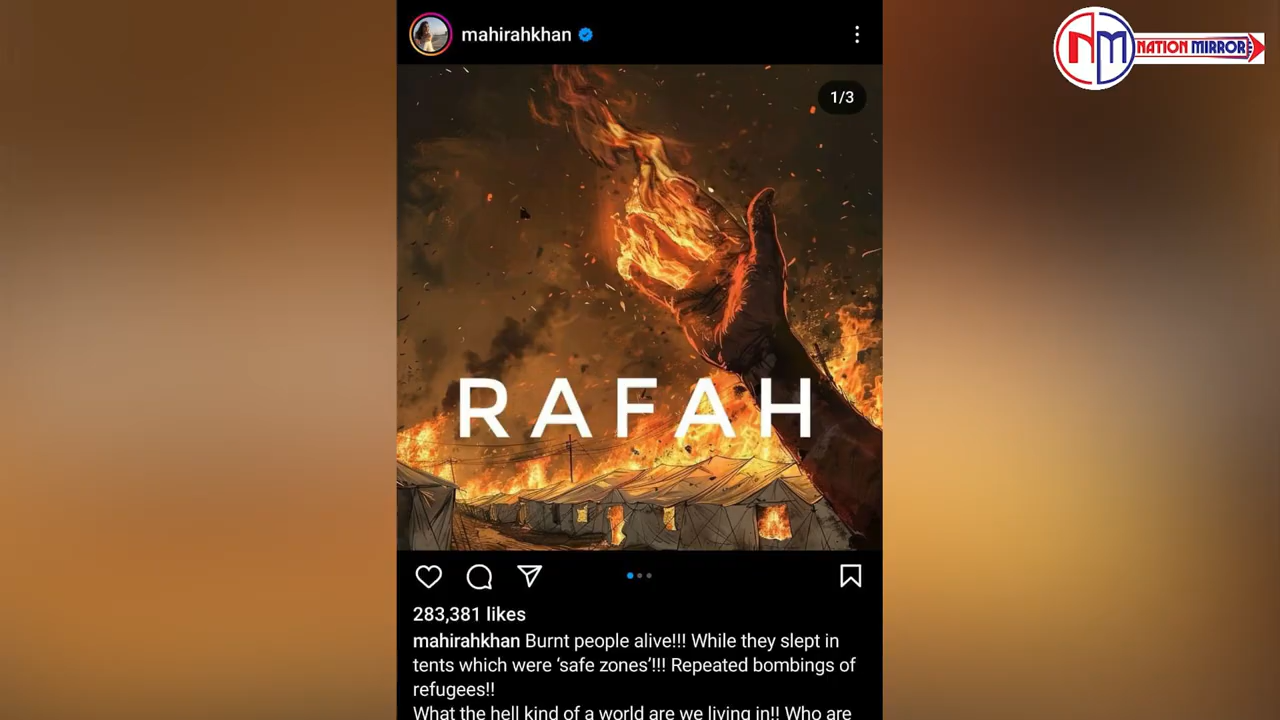 mahirahkhan
NM NATION MIRROR
1/3
RAFAH
283,381 likes
mahirahkhan Burnt people alive!!! While they slept in
tents which were ‘safe zones’!!! Repeated bombings of
refugees!!
What the hell kind of a world are we living in!! Who are